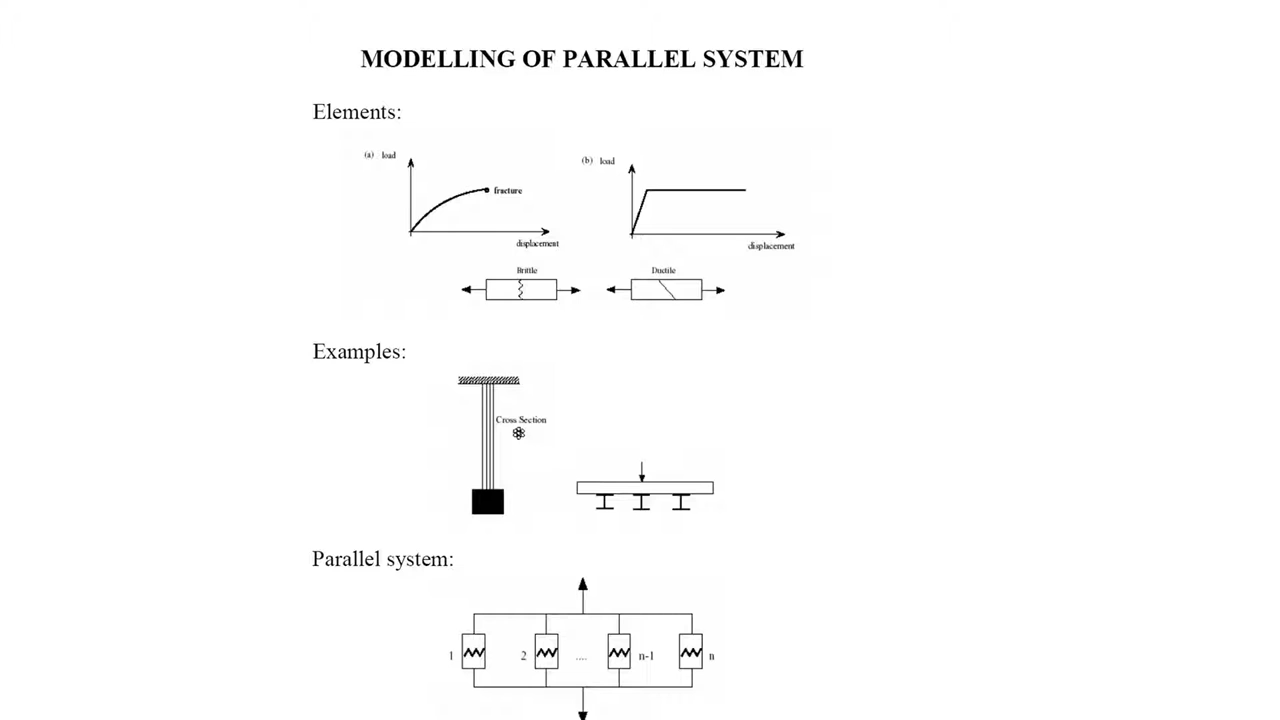 MODELLING OF PARALLEL SYSTEM
Elements:
(a) load
fracture
displacement
(b) load
displacement
Brittle
Ductile
Examples:
Cross Section
Parallel system:
1
2
....
n-1
n